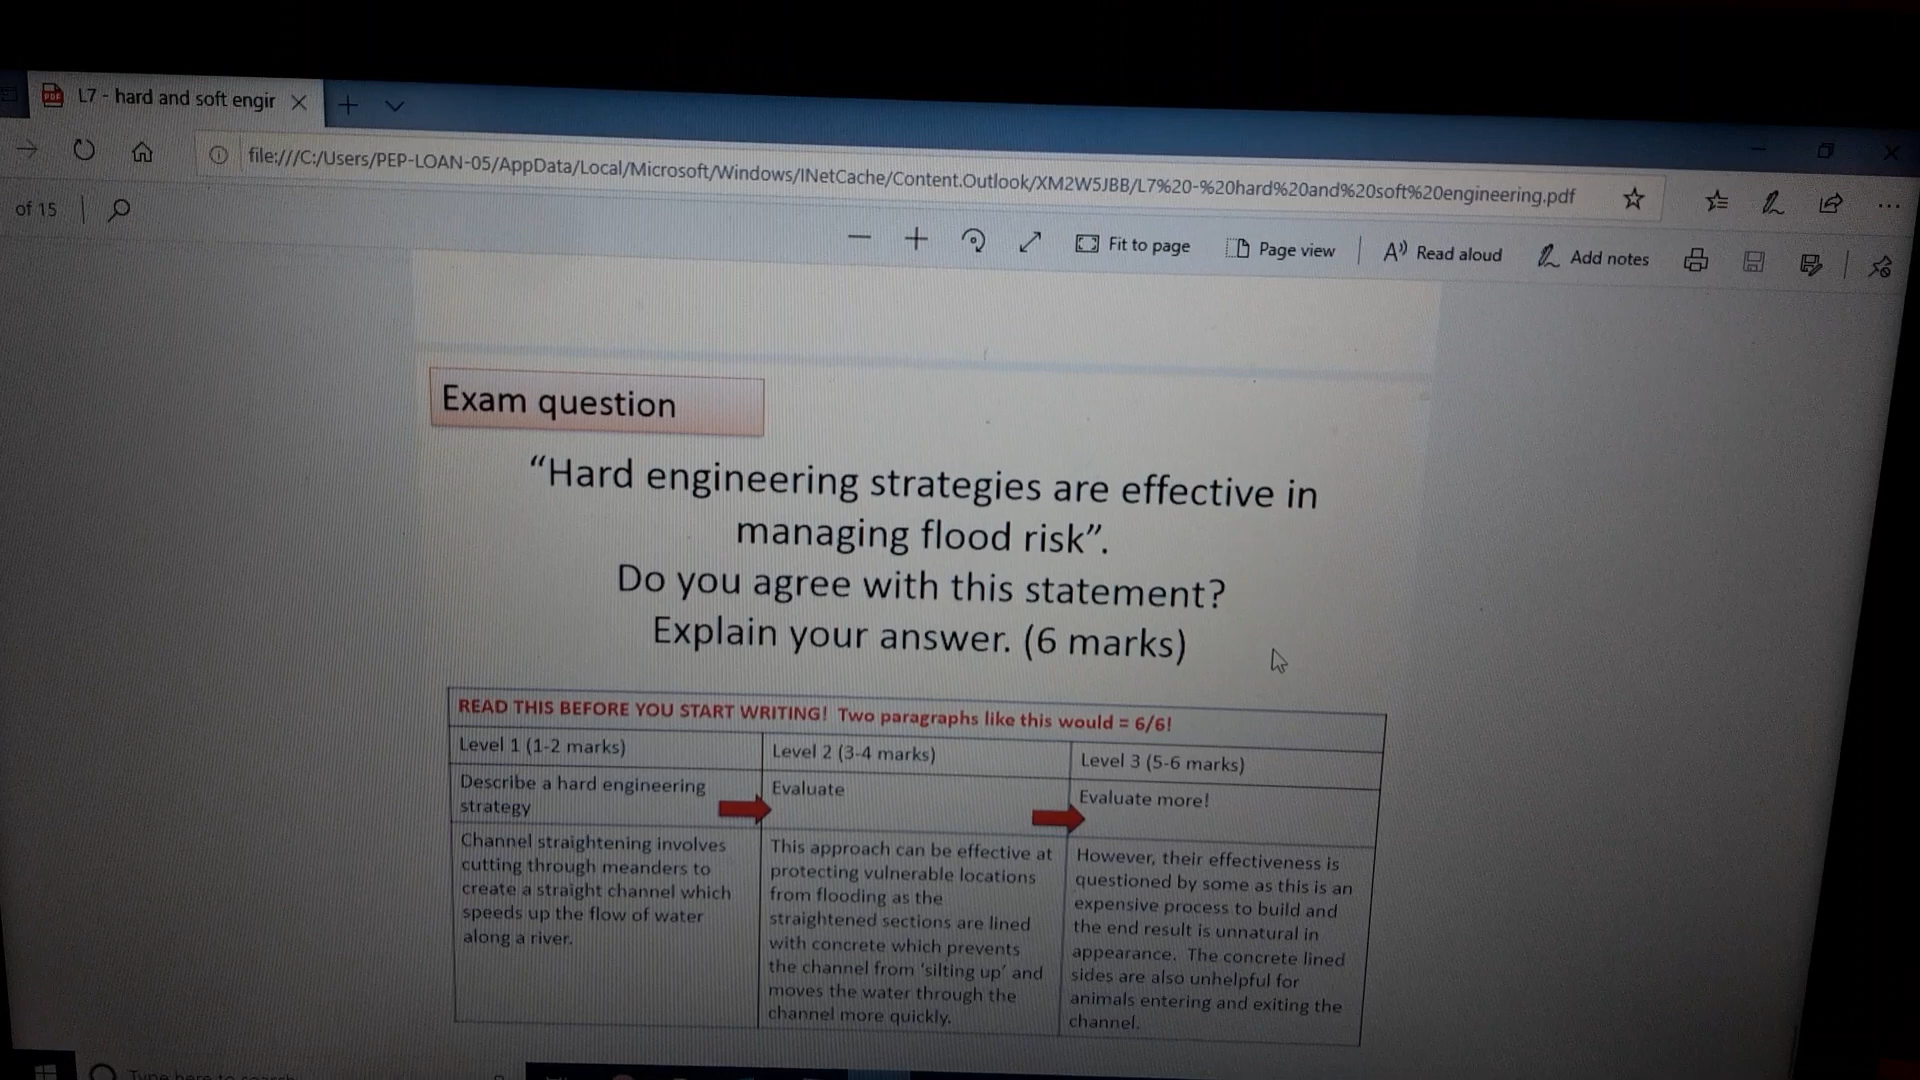 L7 - hard and soft engir
file:///C:/Users/PEP-LOAN-05/AppData/Local/Microsoft/Windows/INetCache/Content.Outlook/XM2W5JBB/L7%20-%20hard%20and%20soft%20engineering.pdf
of 15
Fit to page
Page view
Read aloud
Add notes
Exam question
“Hard engineering strategies are effective in
managing flood risk”.
Do you agree with this statement?
Explain your answer. (6 marks)
READ THIS BEFORE YOU START WRITING! Two paragraphs like this would = 6/6!
Level 1 (1-2 marks)
Level 2 (3-4 marks)
Level 3 (5-6 marks)
Describe a hard engineering
strategy
Evaluate
Evaluate more!
Channel straightening involves
cutting through meanders to
create a straight channel which
speeds up the flow of water
along a river.
This approach can be effective at
protecting vulnerable locations
from flooding as the
straightened sections are lined
with concrete which prevents
the channel from ‘silting up’ and
moves the water through the
channel more quickly.
However, their effectiveness is
questioned by some as this is an
expensive process to build and
the end result is unnatural in
appearance. The concrete lined
sides are also unhelpful for
animals entering and exiting the
channel.
Type here to search